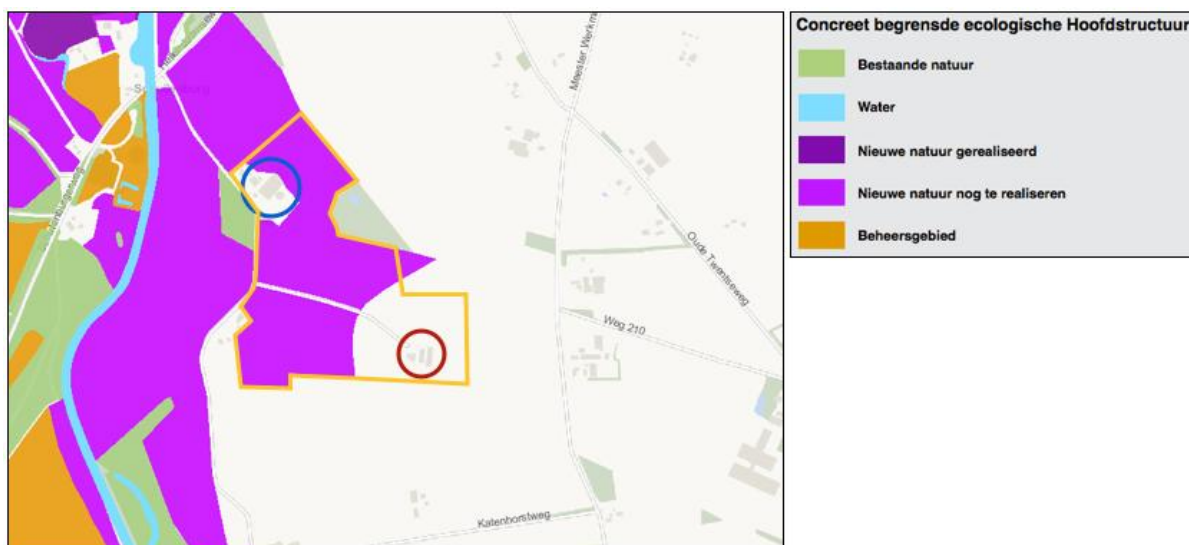 Concreet begrensde ecologische Hoofdstructuur
Bestaande natuur
Water
Nieuwe natuur gerealiseerd
Nieuwe natuur nog te realiseren
Beheersgebied
Meester Werkm
Oude Twentseweg
Weg 210
Katenhorstweg